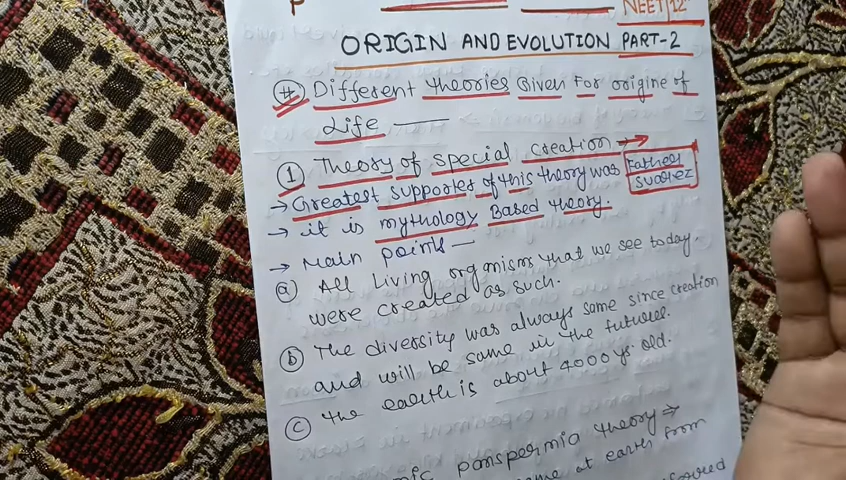 NEET 12
ORIGIN AND EVOLUTION PART-2
# Different theories Given For origine of
Life
① Theory of special creation →
→ Greatest supporter of this theory was Father Suarez
→ it is mythology Based theory.
→ Main points —
ⓐ All Living organisms that we see today
were created as such.
ⓑ The diversity was always same since creation
and will be same in the future.
ⓒ The earth is about 4000 ys old.
panspermia theory ⇒
at earth from